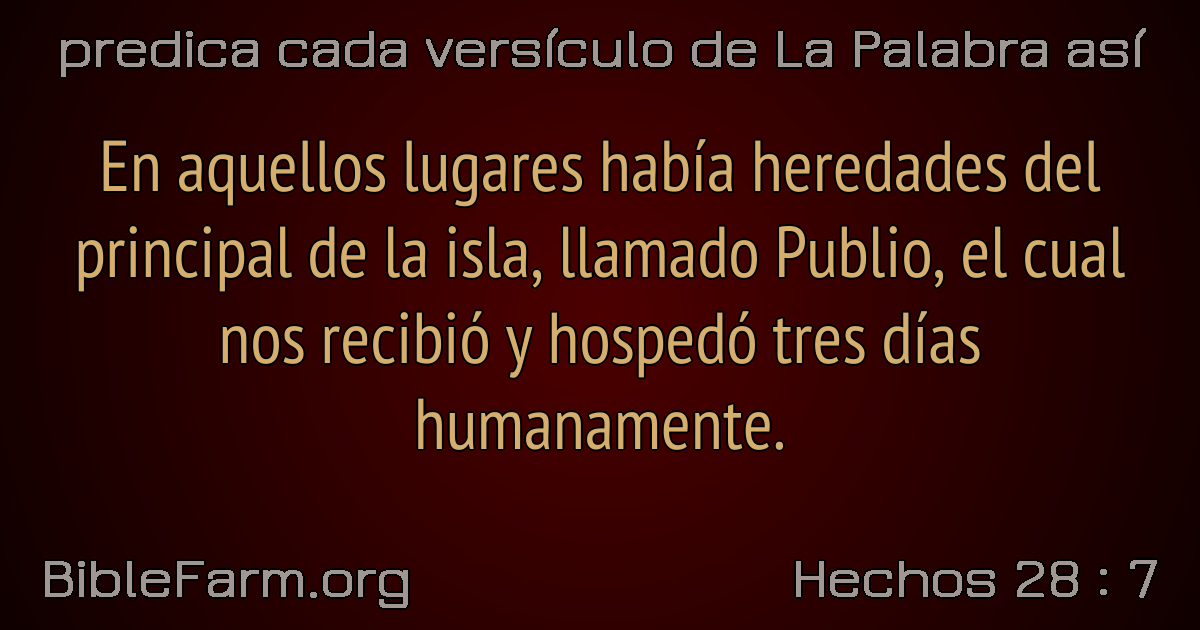 predica cada versículo de La Palabra así
En aquellos lugares había heredades del
principal de la isla, llamado Publio, el cual
nos recibió y hospedó tres días
humanamente.
BibleFarm.org
Hechos 28 : 7